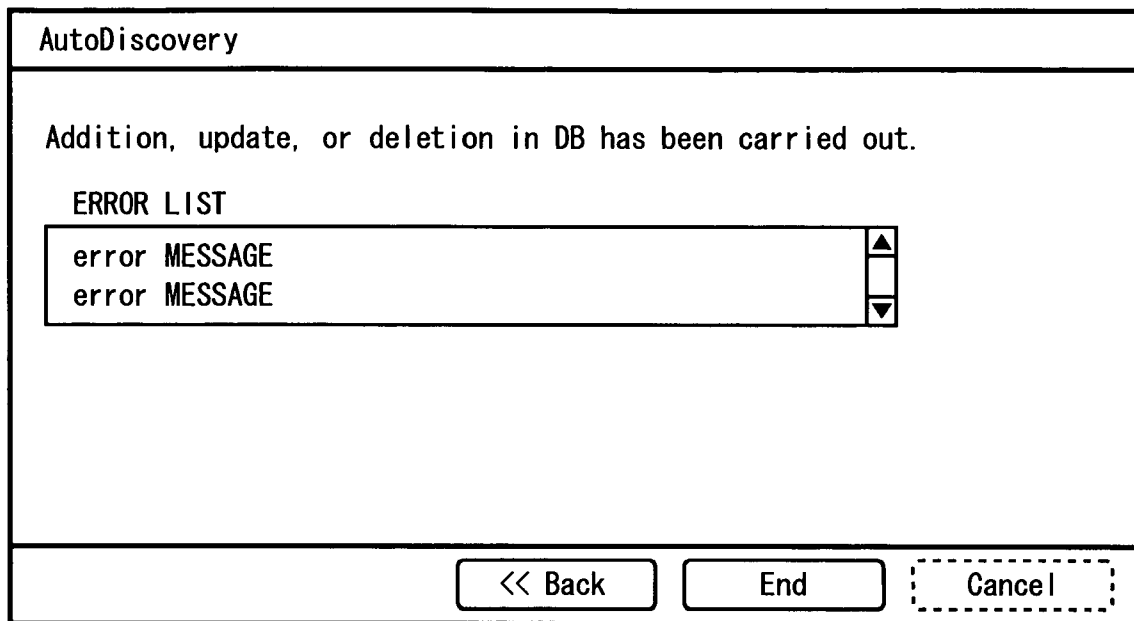 AutoDiscovery
Addition, update, or deletion in DB has been carried out.
ERROR LIST
error MESSAGE
error MESSAGE
<< Back End Cancel